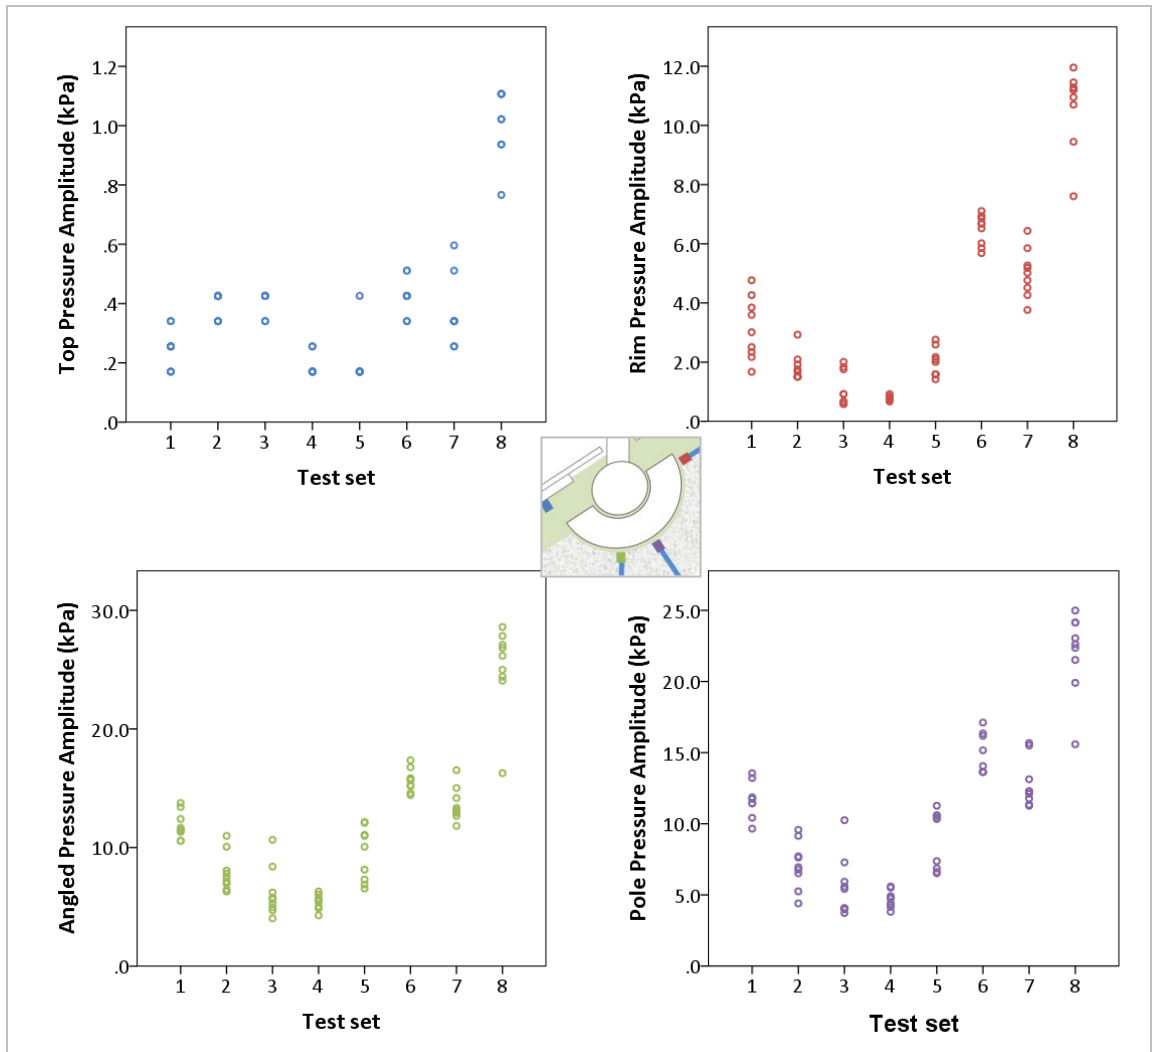 Top Pressure Amplitude (kPa)
1.2
1.0
.8
.6
.4
.2
.0
1 2 3 4 5 6 7 8
Test set
Rim Pressure Amplitude (kPa)
12.0
10.0
8.0
6.0
4.0
2.0
.0
1 2 3 4 5 6 7 8
Test set
Angled Pressure Amplitude (kPa)
30.0
20.0
10.0
.0
1 2 3 4 5 6 7 8
Test set
Pole Pressure Amplitude (kPa)
25.0
20.0
15.0
10.0
5.0
.0
1 2 3 4 5 6 7 8
Test set